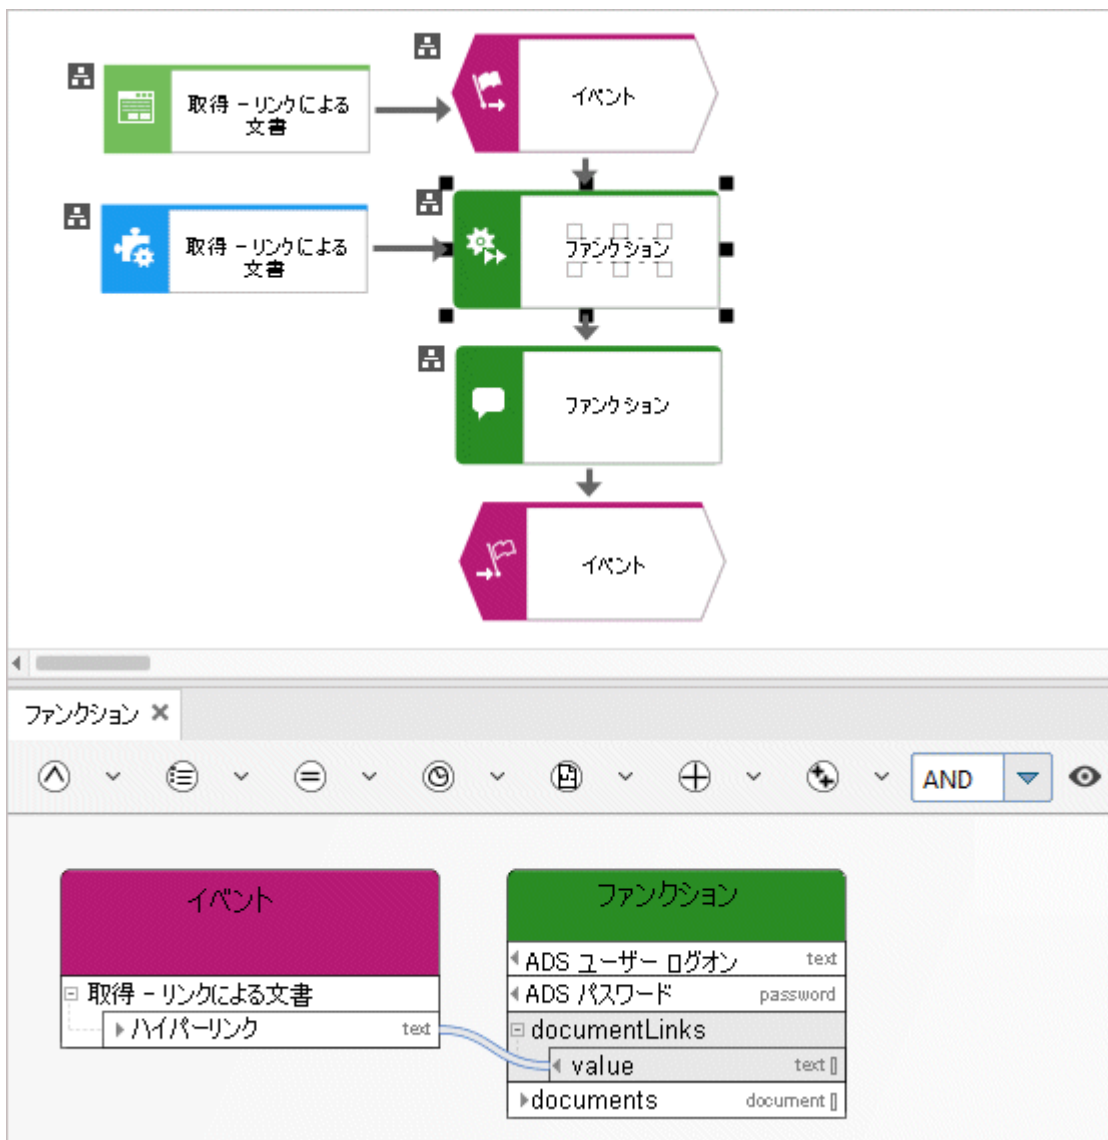 イベント
取得 – リンクによる
文書
取得 – リンクによる
文書
ファンクション
ファンクション
イベント
ファンクション
AND
イベント
ファンクション
ADS ユーザー ログオン text
取得 – リンクによる文書
ADS パスワード password
ハイパーリンク text
documentLinks
value text []
documents document []